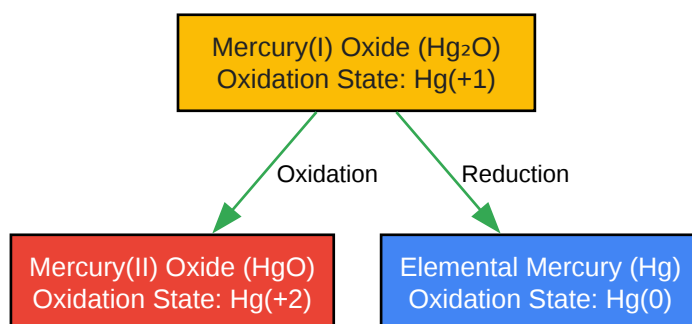 Mercury(I) Oxide (Hg₂O)
Oxidation State: Hg(+1)
Oxidation
Reduction
Mercury(II) Oxide (HgO)
Oxidation State: Hg(+2)
Elemental Mercury (Hg)
Oxidation State: Hg(0)